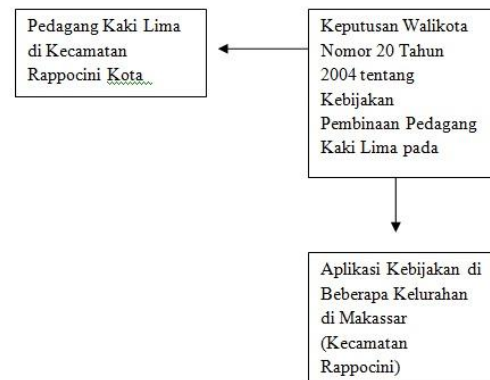 Pedagang Kaki Lima
di Kecamatan
Rappocini Kota
Keputusan Walikota
Nomor 20 Tahun
2004 tentang
Kebijakan
Pembinaan Pedagang
Kaki Lima pada
Aplikasi Kebijakan di
Beberapa Kelurahan
di Makassar
(Kecamatan
Rappocini)